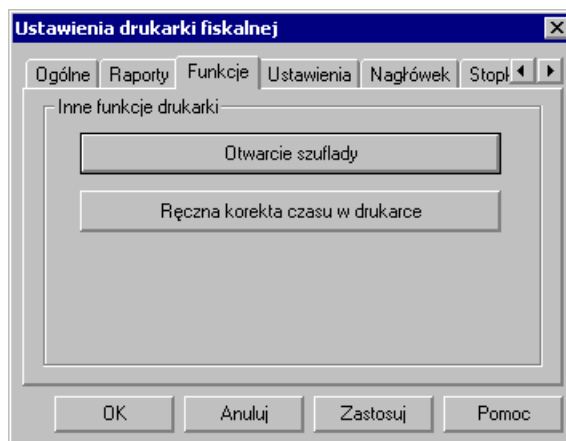 Ustawienia drukarki fiskalnej
Ogólne Raporty Funkcje Ustawienia Nagłówek
Inne funkcje drukarki
Otwarcie szuflady
Ręczna korekta czasu w drukarce
OK Anuluj Zastosuj Pomoc